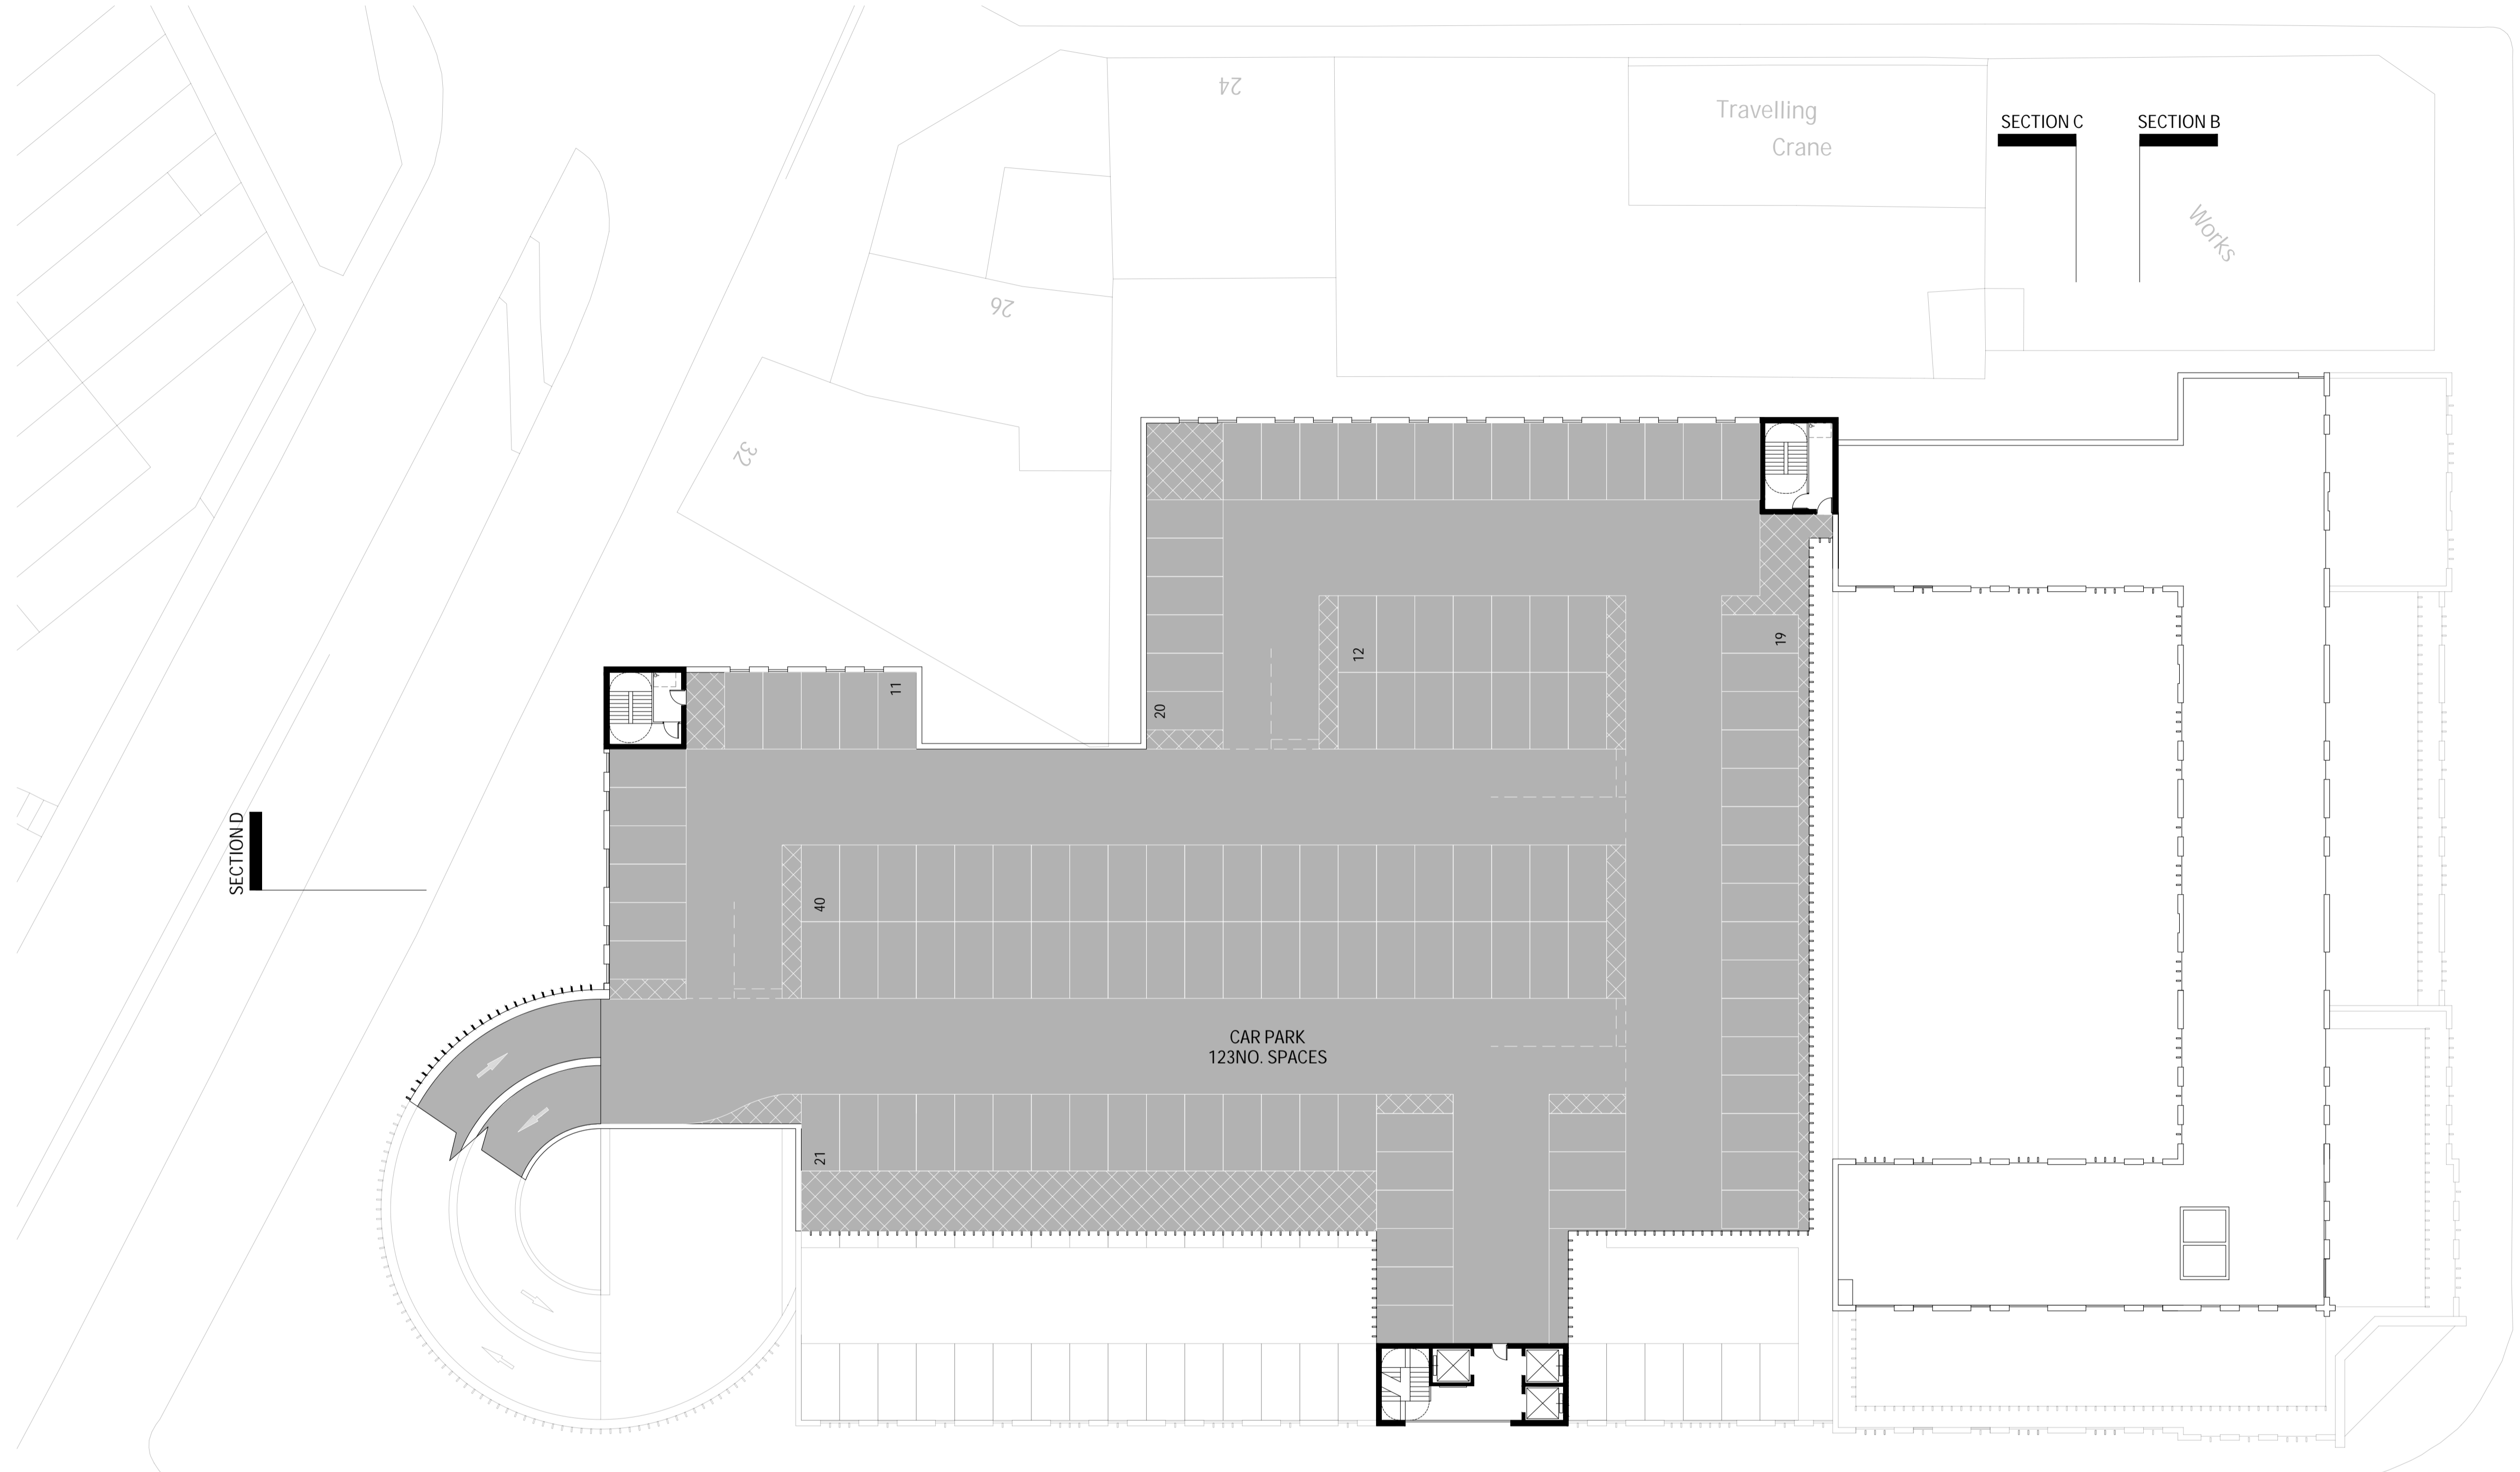 24
Travelling
Crane
SECTION C
SECTION B
Works
26
32
19
12
11
20
SECTION D
40
CAR PARK
123NO. SPACES
21